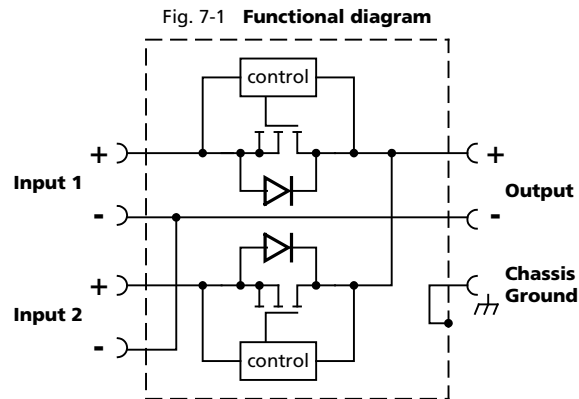 Fig. 7-1 Functional diagram
control
+
+
Input 1
Output
-
-
+
Chassis
Ground
Input 2
-
control